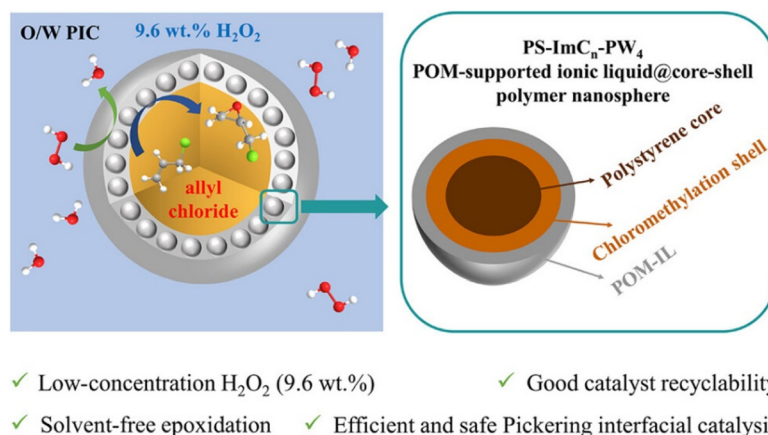 O/W PIC
9.6 wt.% H₂O₂
allyl
chloride
PS-ImCₙ-PW₄
POM-supported ionic liquid@core-shell
polymer nanosphere
Polystyrene core
Chloromethylation shell
POM-IL
✓ Low-concentration H₂O₂ (9.6 wt.%)
✓ Good catalyst recyclability
✓ Solvent-free epoxidation
✓ Efficient and safe Pickering interfacial catalysi